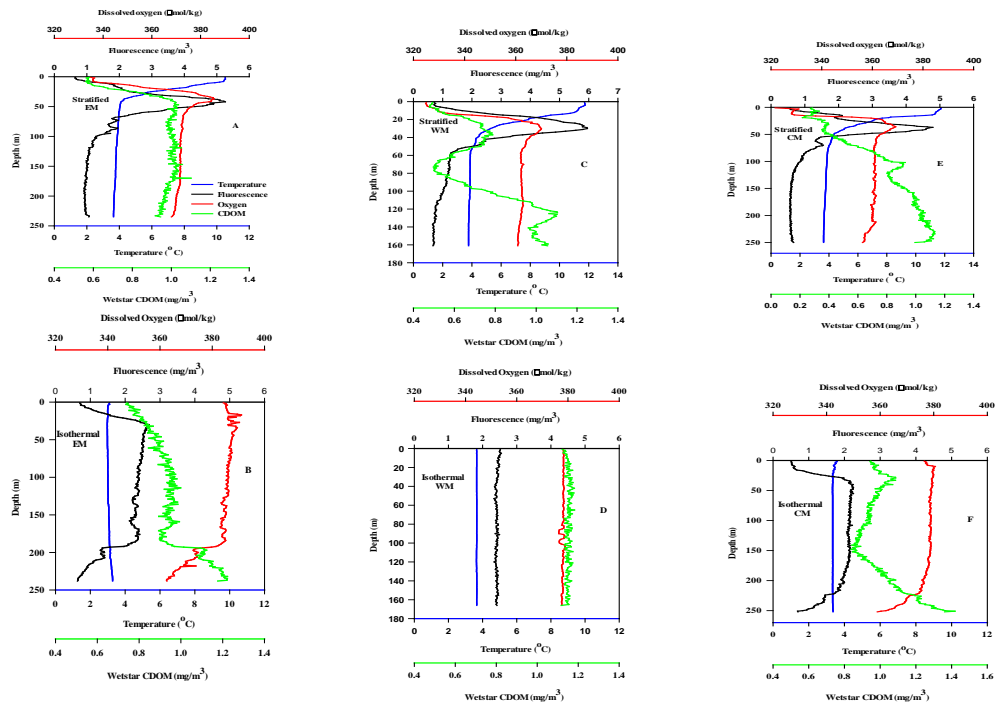 Dissolved oxygen (□mol/kg)
320 330 340 350 360 370 380 390 400
Fluorescence (mg/m³)
0 1 2 3 4 5 6
Stratified
EM
A
Depth (m)
0
50
100
150
200
250
Temperature
Fluorescence
Oxygen
CDOM
0 2 4 6 8 10 12
Temperature (°C)
0.4 0.6 0.8 1.0 1.2 1.4
Wetstar CDOM (mg/m³)
Dissolved Oxygen (□mol/kg)
320 340 360 380 400
Fluorescence (mg/m³)
0 1 2 3 4 5 6
Isothermal
EM
B
Depth (m)
0
50
100
150
200
250
0 2 4 6 8 10 12
Temperature (°C)
0.4 0.6 0.8 1.0 1.2 1.4
Wetstar CDOM (mg/m³)
Dissolved oxygen (□mol/kg)
320 340 360 380 400
Fluorescence (mg/m³)
0 1 2 3 4 5 6 7
Stratified
WM
C
Depth (m)
0
20
40
60
80
100
120
140
160
180
0 2 4 6 8 10 12 14
Temperature (°C)
0.4 0.6 0.8 1.0 1.2 1.4
Wetstar CDOM (mg/m³)
Dissolved Oxygen (□mol/kg)
320 340 360 380 400
Fluorescence (mg/m³)
0 1 2 3 4 5 6
Isothermal
WM
D
Depth (m)
0
20
40
60
80
100
120
140
160
180
0 2 4 6 8 10 12
Temperature (°C)
0.4 0.6 0.8 1.0 1.2 1.4
Wetstar CDOM (mg/m³)
Dissolved oxygen (□mol/kg)
320 340 360 380 400
Fluorescence (mg/m³)
0 1 2 3 4 5 6
Stratified
CM
E
Depth (m)
0
50
100
150
200
250
0 2 4 6 8 10 12 14
Temperature (°C)
0.0 0.2 0.4 0.6 0.8 1.0 1.2 1.4
Wetstar CDOM (mg/m³)
Dissolved Oxygen (□mol/kg)
320 340 360 380 400
Fluorescence (mg/m³)
0 1 2 3 4 5 6
Isothermal
CM
F
Depth (m)
0
50
100
150
200
250
0 2 4 6 8 10 12
Temperature (°C)
0.4 0.6 0.8 1.0 1.2 1.4 1.6
Wetstar CDOM (mg/m³)